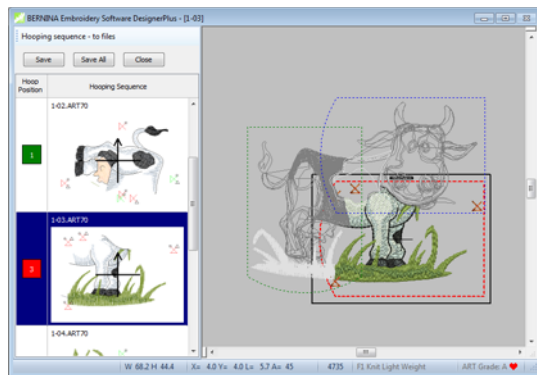 BERNINA Embroidery Software DesignerPlus - [1-03]
Hooping sequence - to files
Save Save All Close
Hoop Position Hooping Sequence
1-02.ART70
1
1-03.ART70
3
1-04.ART70
W 68.2 H 44.4 X= 4.0 Y= 4.0 L= 5.7 A= 45 4735 F1 Knit Light Weight ART Grade: A